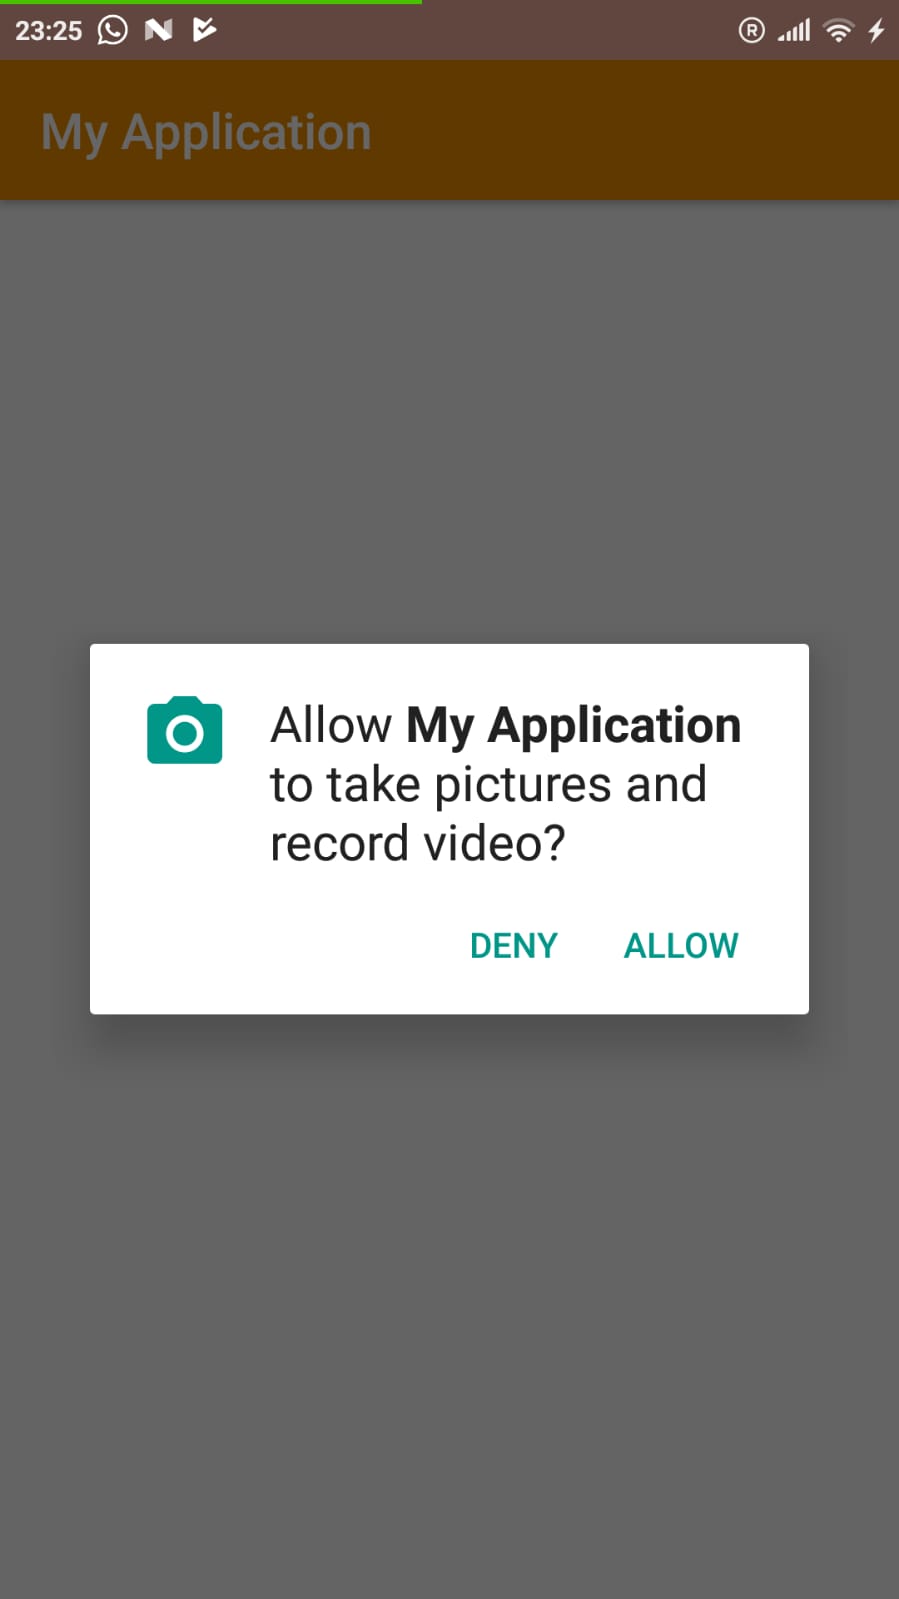 23:25
My Application
Allow My Application
to take pictures and
record video?
DENY ALLOW